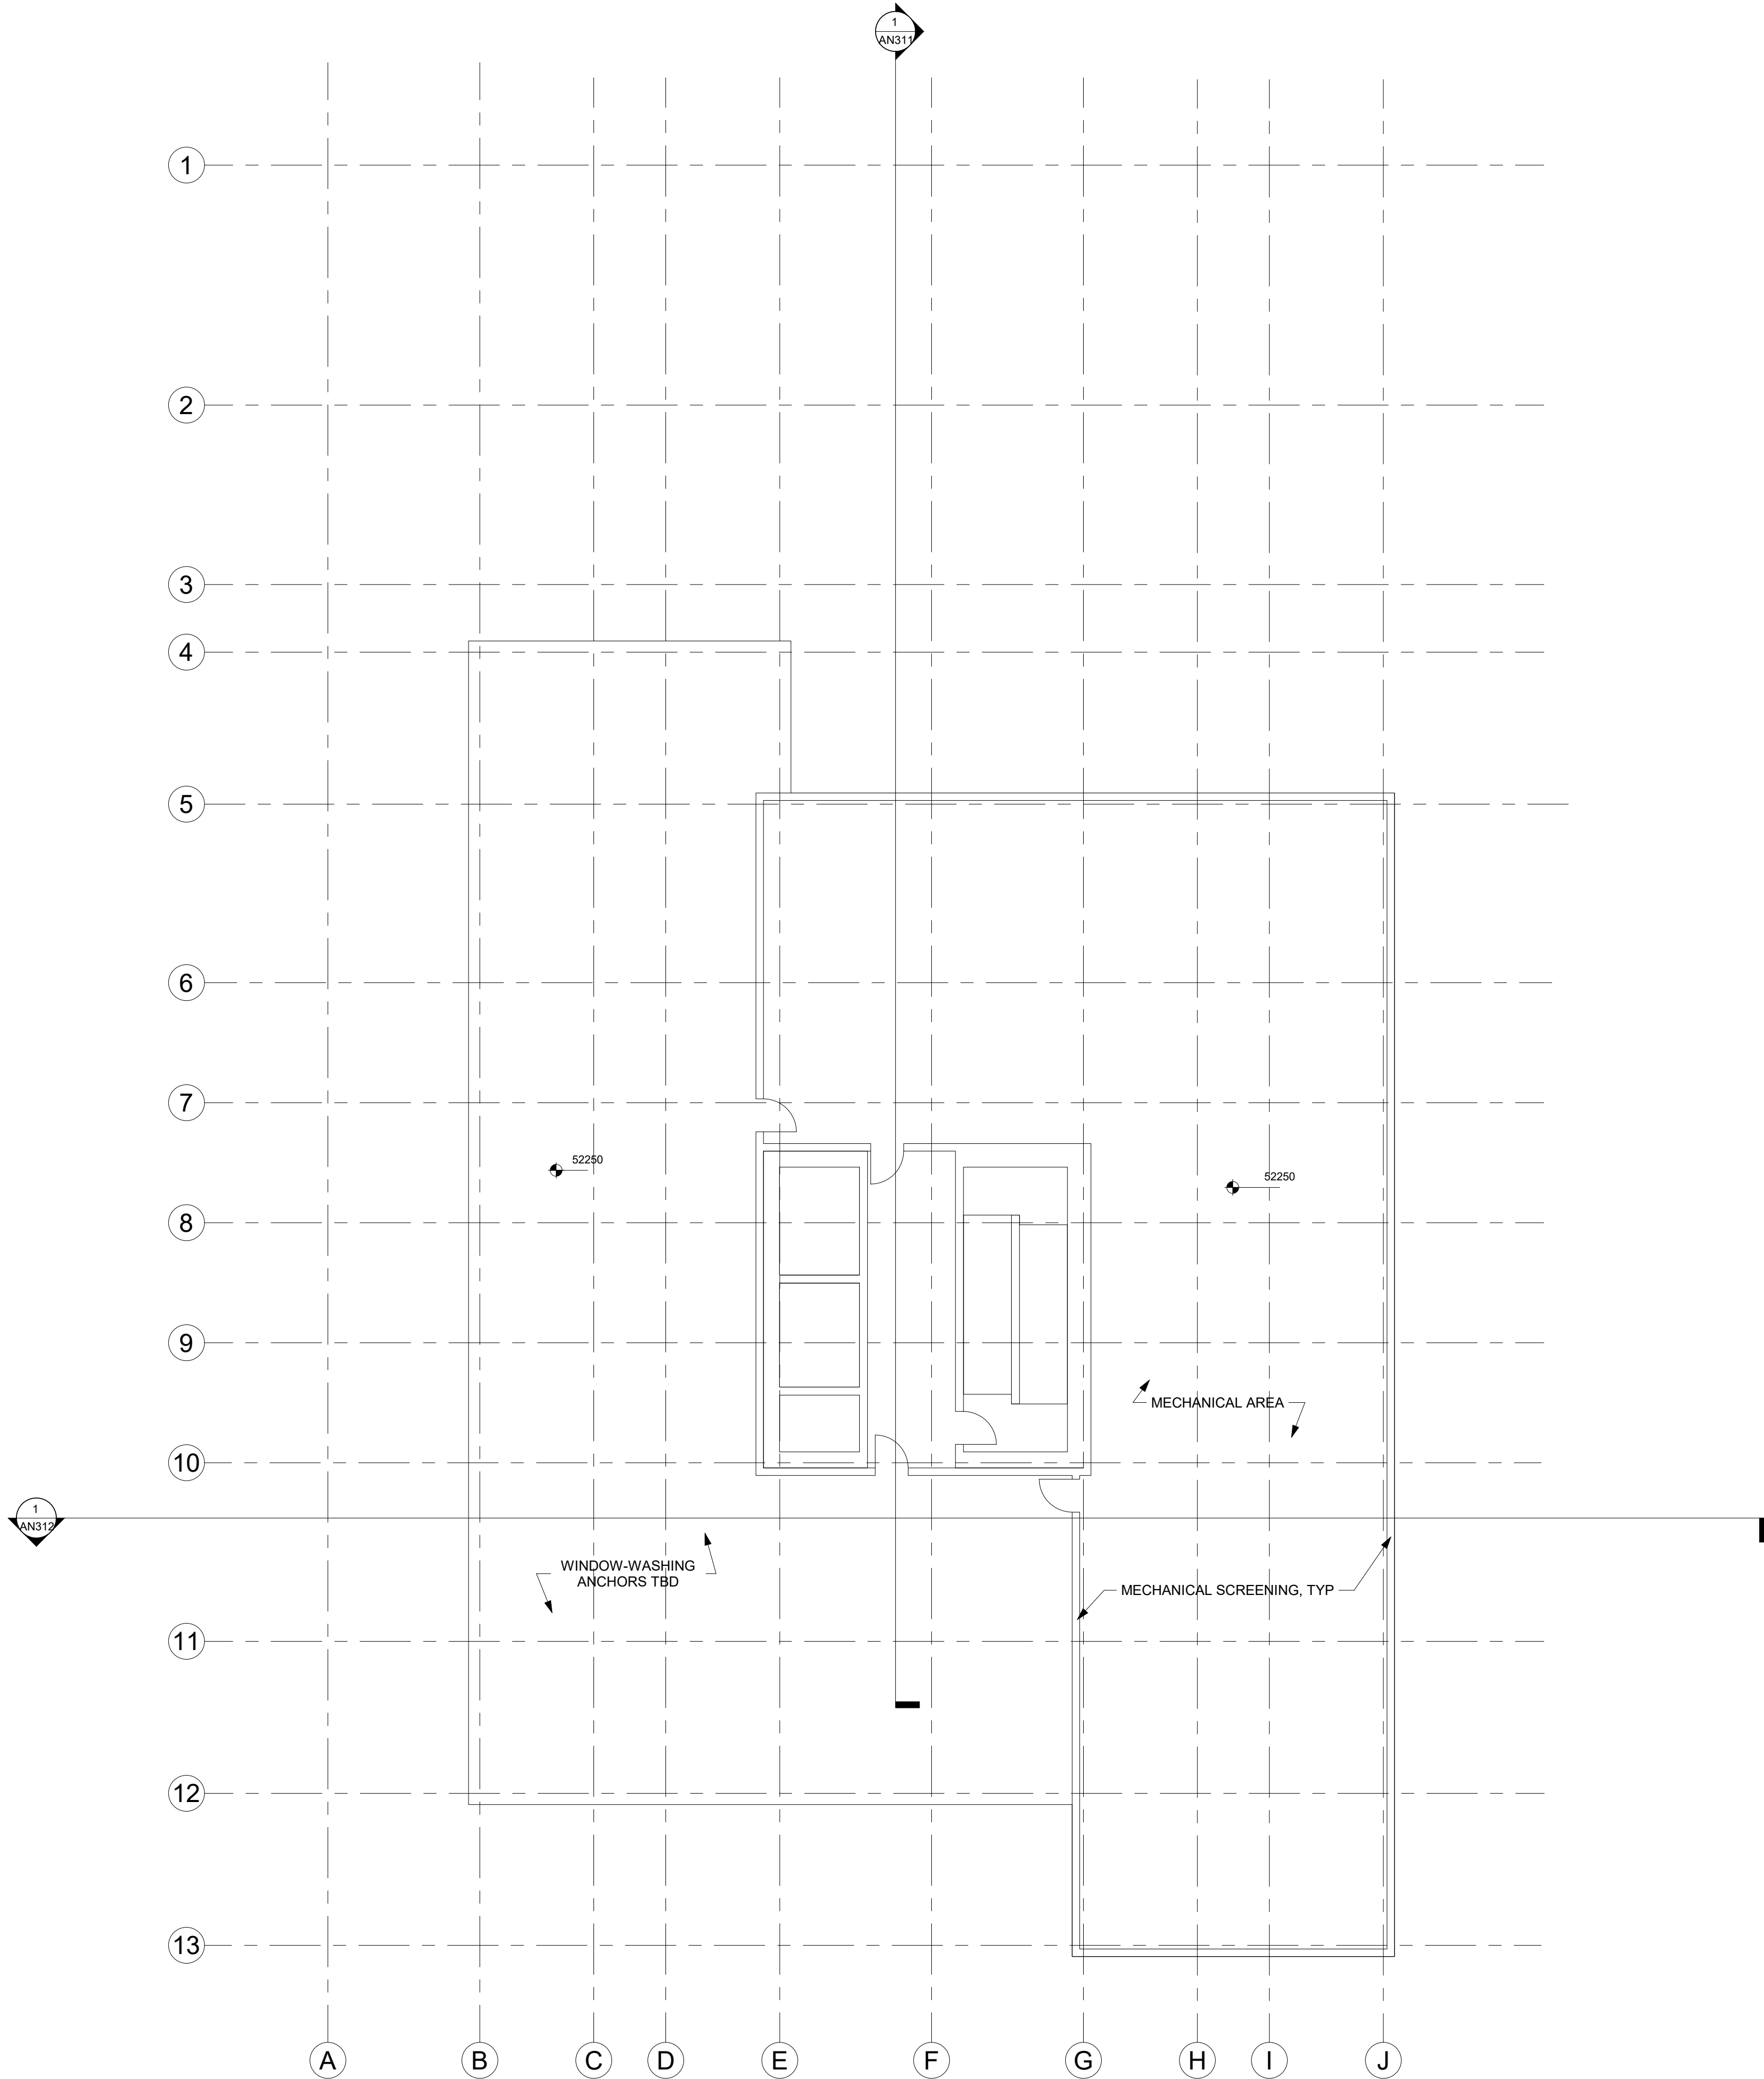 1
AN311
1
2
3
4
5
6
7
52250
52250
8
9
MECHANICAL AREA
10
1
AN312
WINDOW-WASHING
ANCHORS TBD
MECHANICAL SCREENING, TYP
11
12
13
A
B
C
D
E
F
G
H
I
J